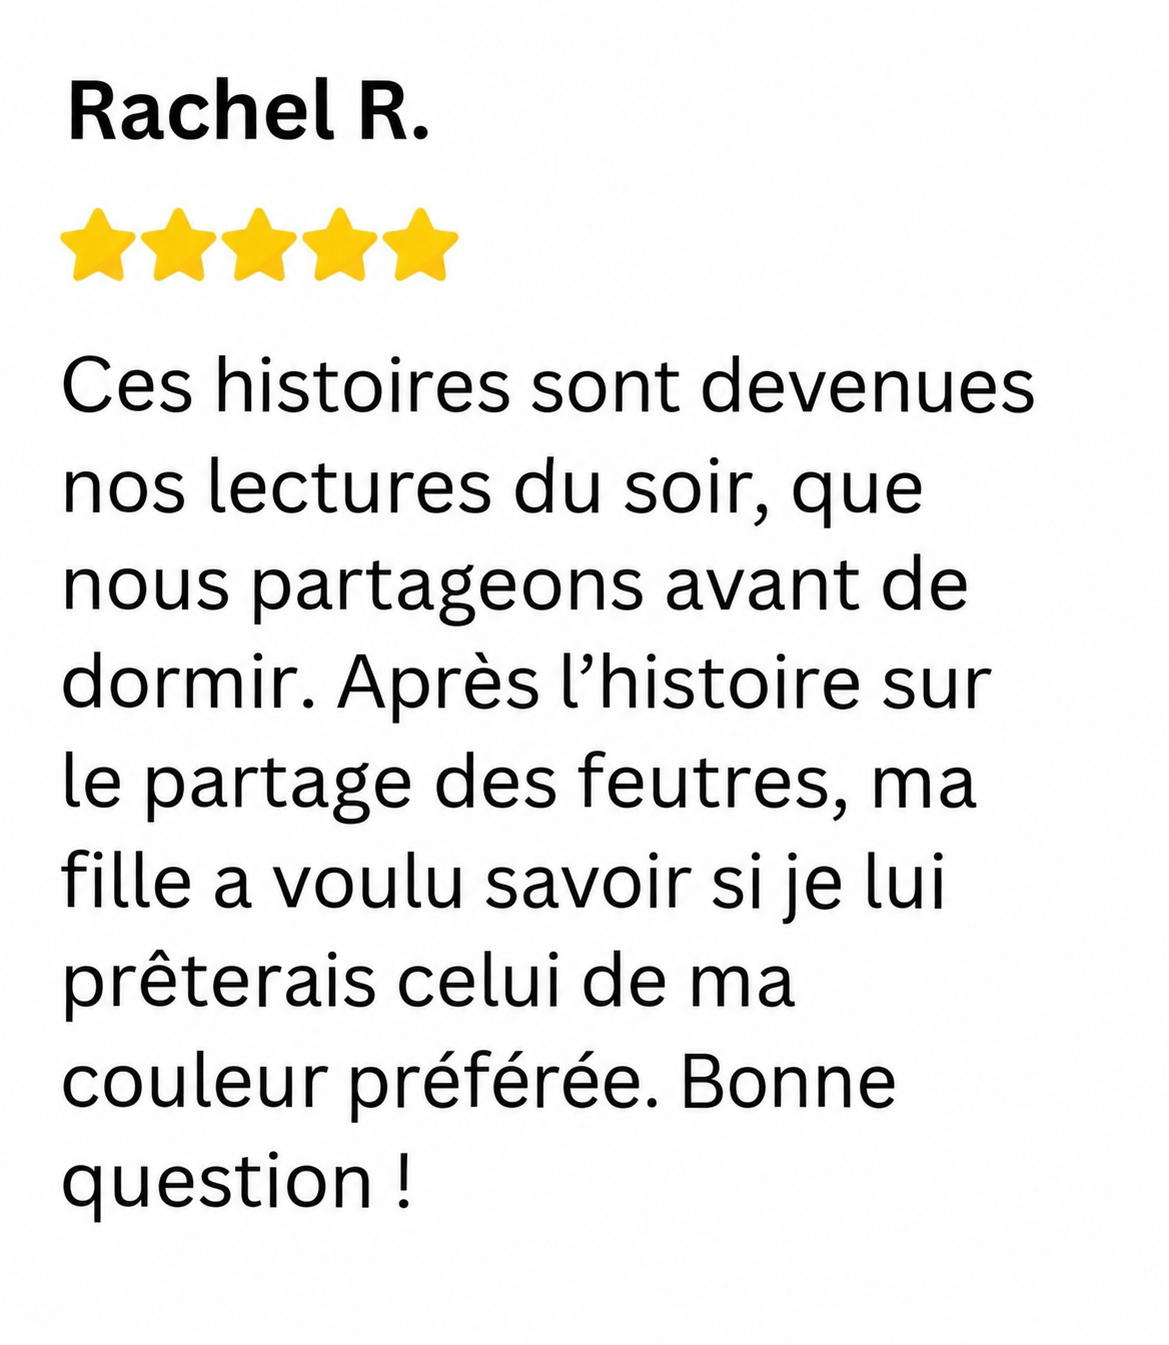 Rachel R.
Ces histoires sont devenues
nos lectures du soir, que
nous partageons avant de
dormir. Après l’histoire sur
le partage des feutres, ma
fille a voulu savoir si je lui
prêterais celui de ma
couleur préférée. Bonne
question !